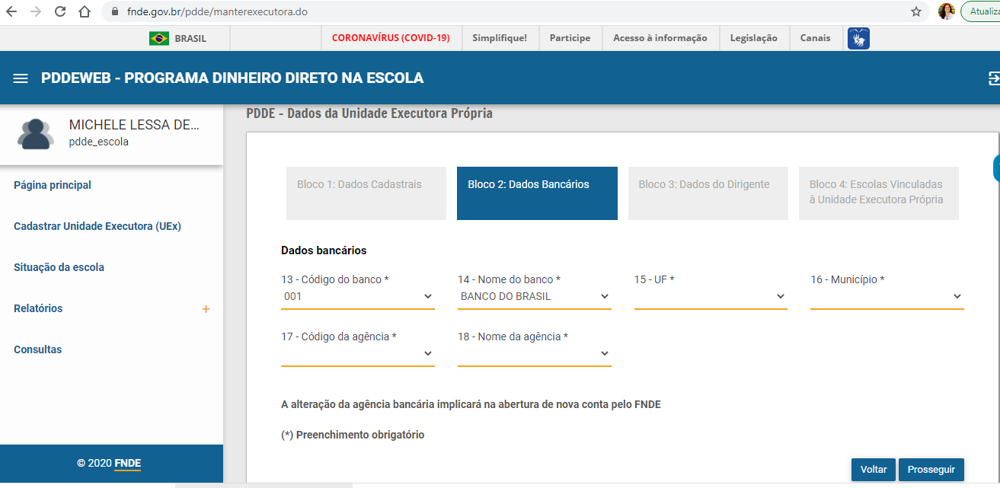 fnde.gov.br/pdde/manterexecutora.do
Atualiza
BRASIL
CORONAVÍRUS (COVID-19)
Simplifique!
Participe
Acesso à informação
Legislação
Canais
PDDEWEB - PROGRAMA DINHEIRO DIRETO NA ESCOLA
MICHELE LESSA DE...
pdde_escola
Página principal
Cadastrar Unidade Executora (UEx)
Situação da escola
Relatórios +
Consultas
© 2020 FNDE
PDDE - Dados da Unidade Executora Própria
Bloco 1: Dados Cadastrais
Bloco 2: Dados Bancários
Bloco 3: Dados do Dirigente
Bloco 4: Escolas Vinculadas
à Unidade Executora Própria
Dados bancários
13 - Código do banco *
001
14 - Nome do banco *
BANCO DO BRASIL
15 - UF *
16 - Município *
17 - Código da agência *
18 - Nome da agência *
A alteração da agência bancária implicará na abertura de nova conta pelo FNDE
(*) Preenchimento obrigatório
Voltar
Prosseguir